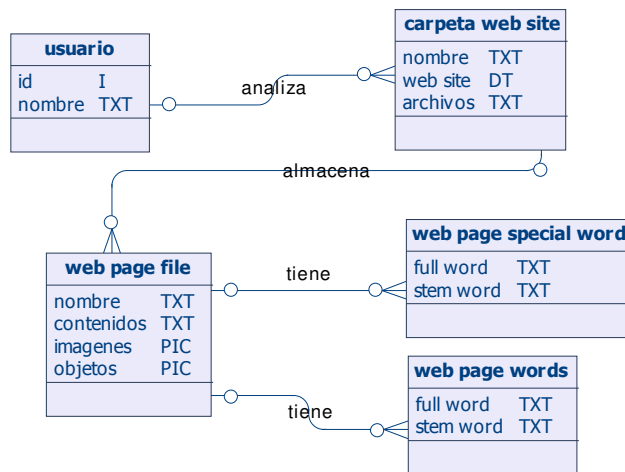 usuario
id I
nombre TXT
analiza
carpeta web site
nombre TXT
web site DT
archivos TXT
almacena
web page file
nombre TXT
contenidos TXT
imagenes PIC
objetos PIC
tiene
web page special word
full word TXT
stem word TXT
tiene
web page words
full word TXT
stem word TXT